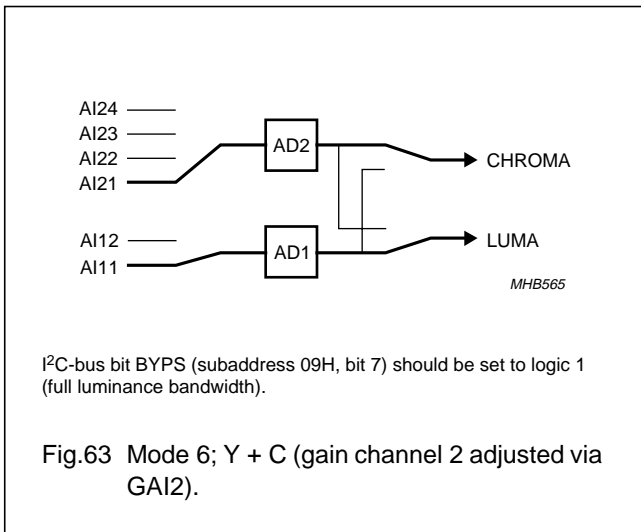 AI24
AI23
AI22
AI21
AD2
CHROMA
AI12
AI11
AD1
LUMA
MHB565
I²C-bus bit BYPS (subaddress 09H, bit 7) should be set to logic 1
(full luminance bandwidth).
Fig.63 Mode 6; Y + C (gain channel 2 adjusted via
GAI2).